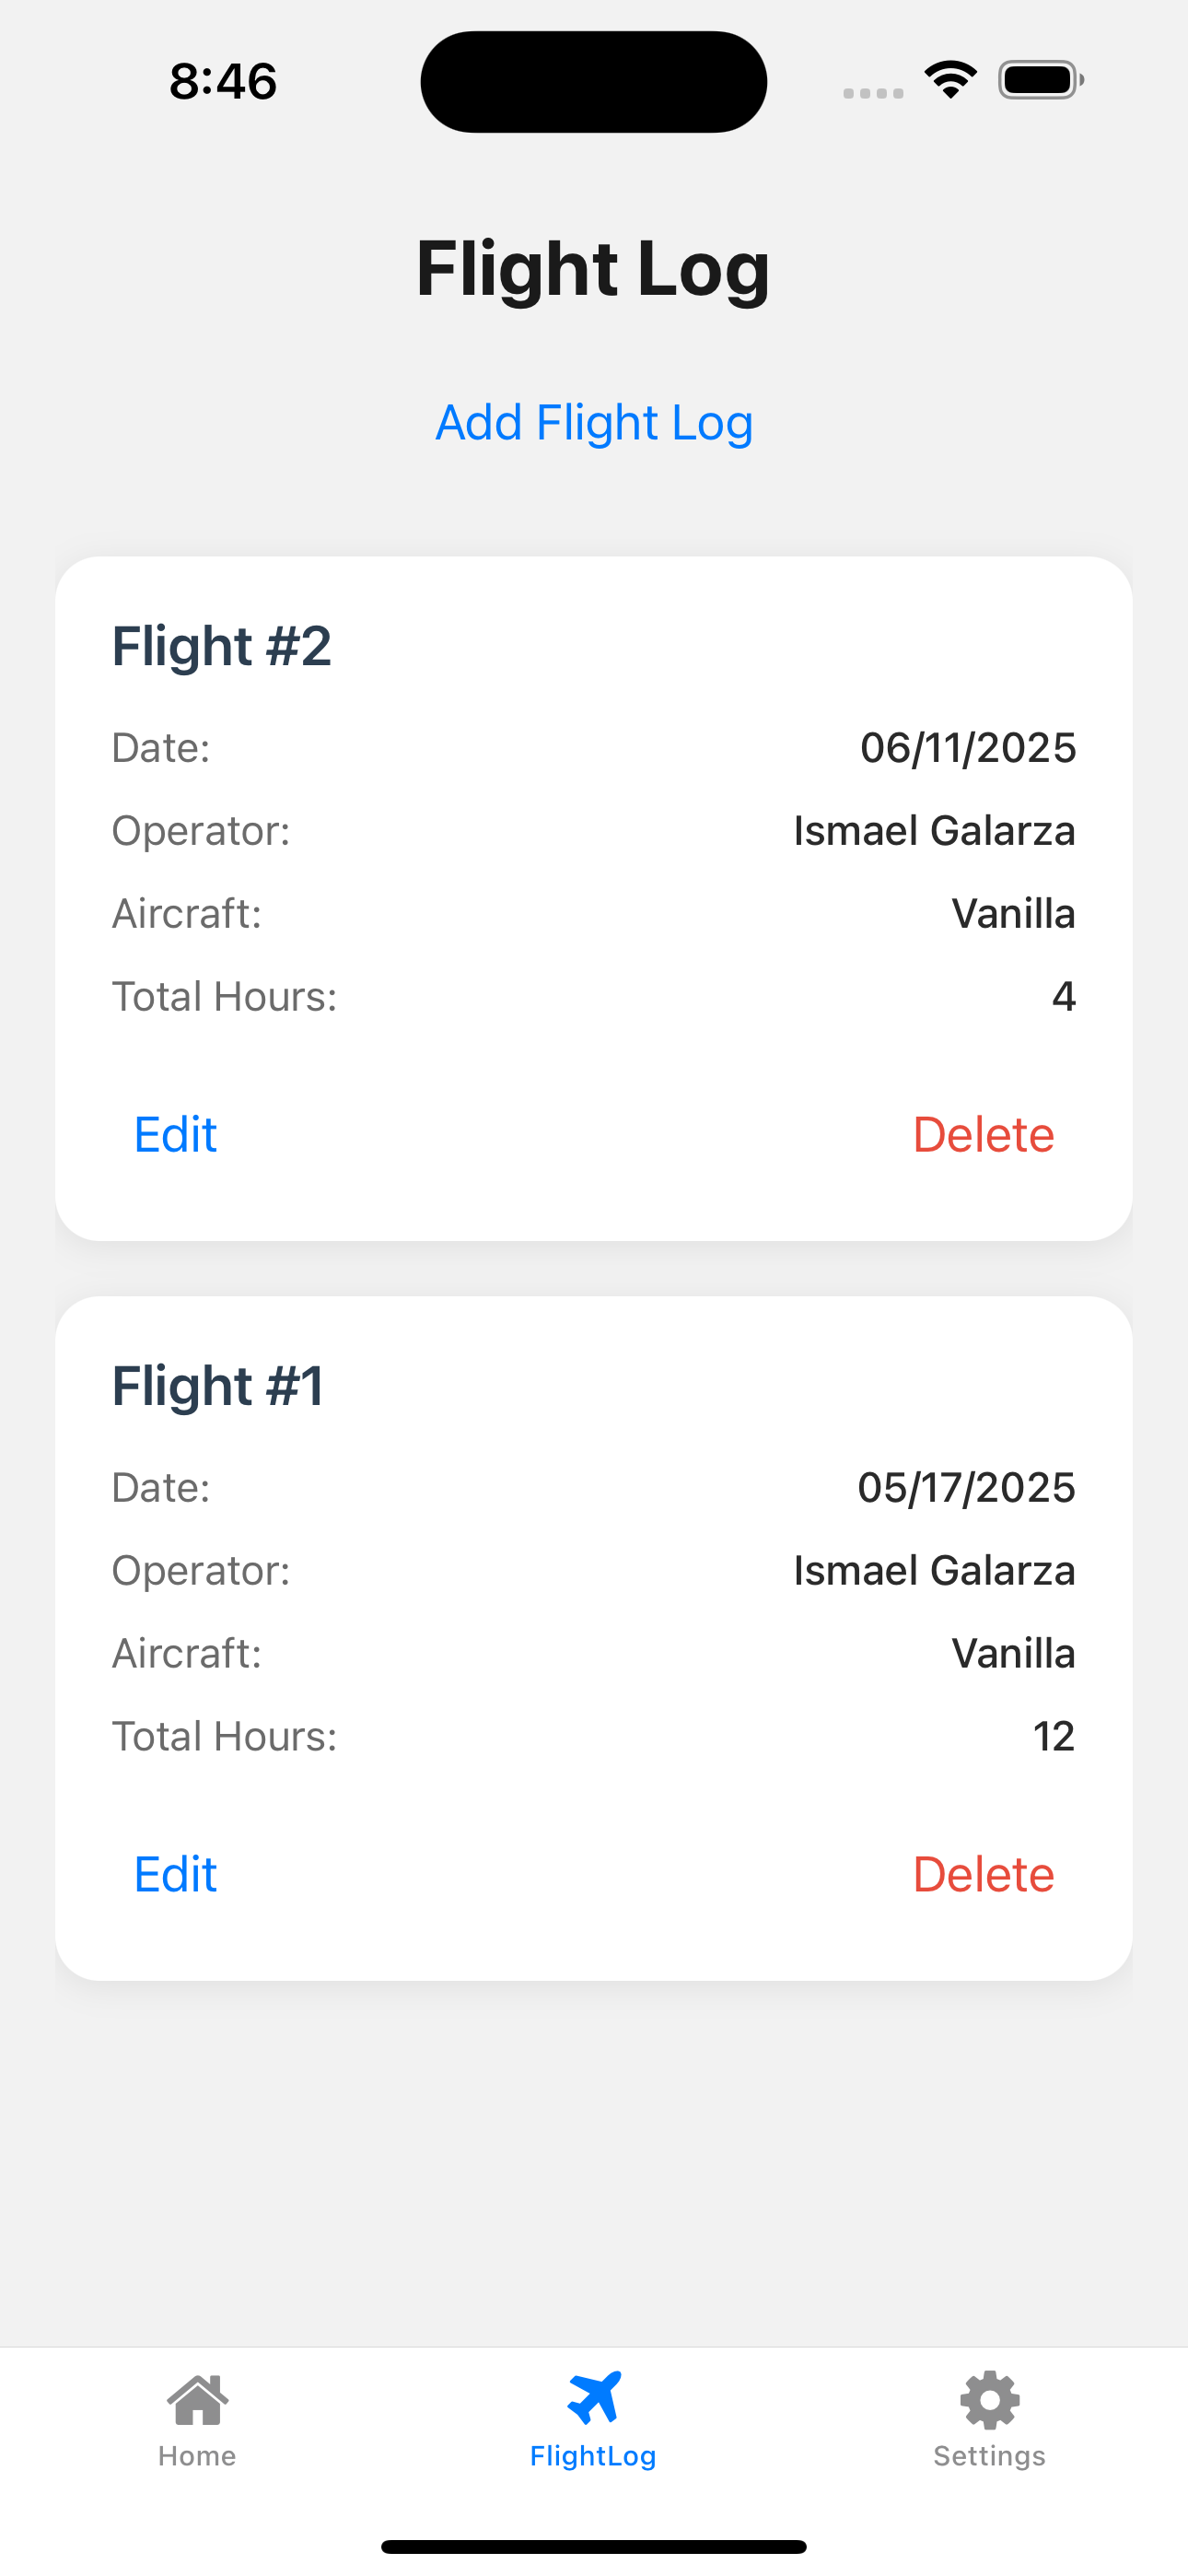 8:46
Flight Log
Add Flight Log
Flight #2
Date: 06/11/2025
Operator: Ismael Galarza
Aircraft: Vanilla
Total Hours: 4
Edit Delete
Flight #1
Date: 05/17/2025
Operator: Ismael Galarza
Aircraft: Vanilla
Total Hours: 12
Edit Delete
Home FlightLog Settings